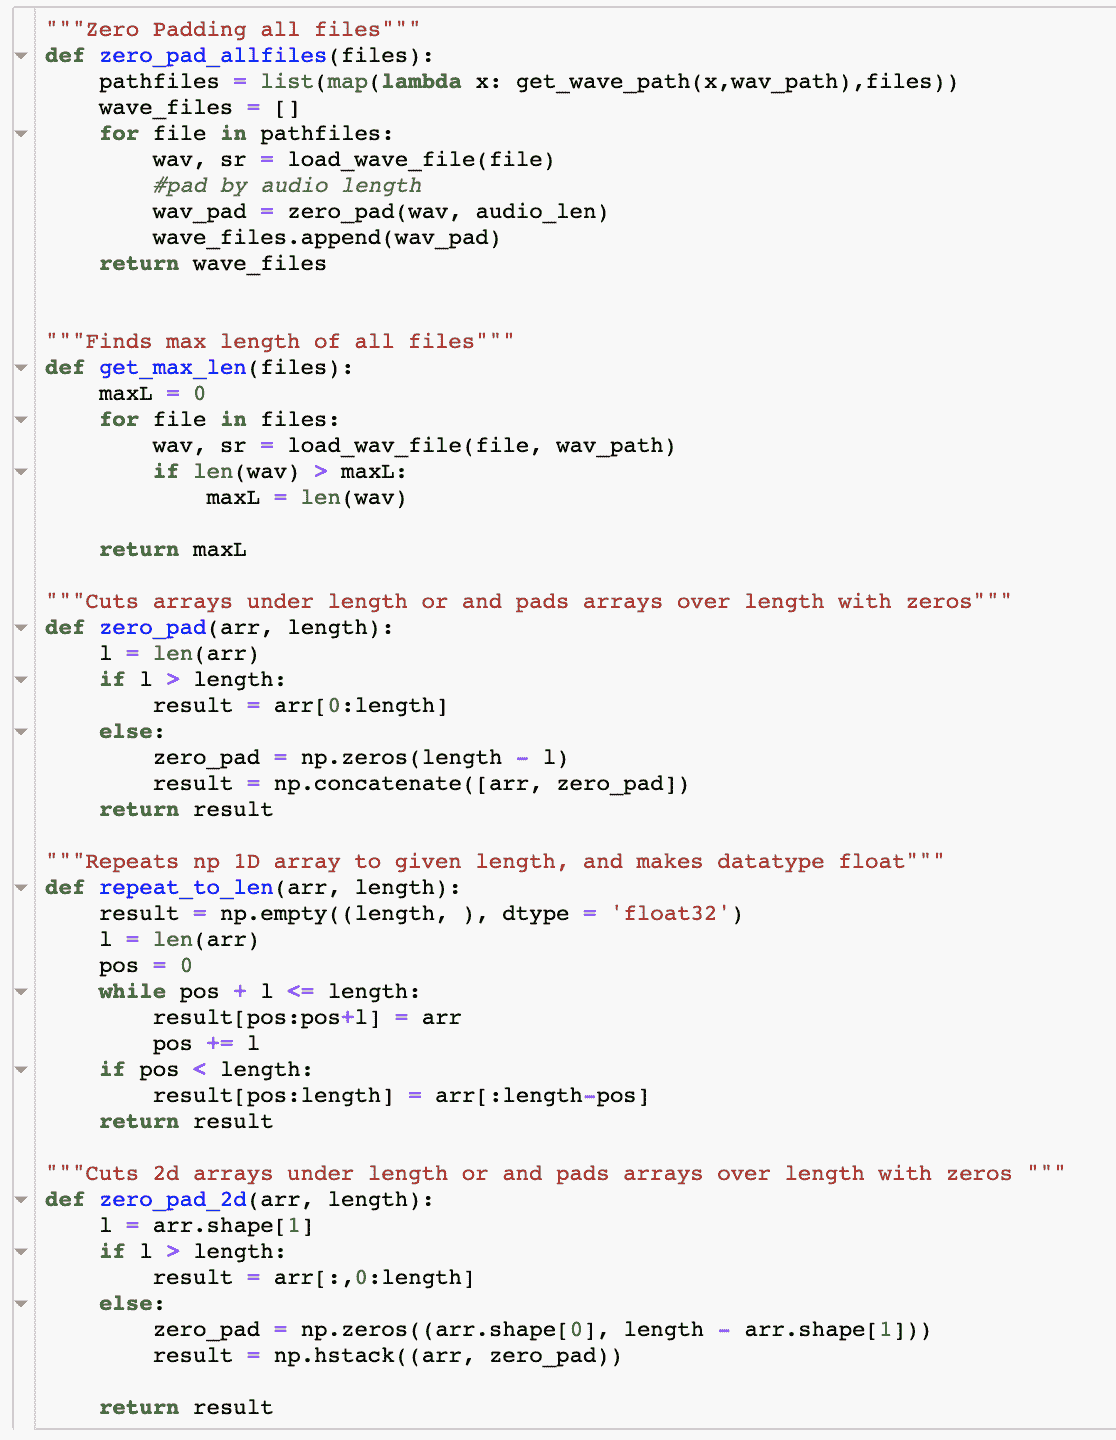 """Zero Padding all files"""
def zero_pad_allfiles(files):
    pathfiles = list(map(lambda x: get_wave_path(x,wav_path),files))
    wave_files = []
    for file in pathfiles:
        wav, sr = load_wave_file(file)
        #pad by audio length
        wav_pad = zero_pad(wav, audio_len)
        wave_files.append(wav_pad)
    return wave_files


"""Finds max length of all files"""
def get_max_len(files):
    maxL = 0
    for file in files:
        wav, sr = load_wav_file(file, wav_path)
        if len(wav) > maxL:
            maxL = len(wav)

    return maxL

"""Cuts arrays under length or and pads arrays over length with zeros"""
def zero_pad(arr, length):
    l = len(arr)
    if l > length:
        result = arr[0:length]
    else:
        zero_pad = np.zeros(length - l)
        result = np.concatenate([arr, zero_pad])
    return result

"""Repeats np 1D array to given length, and makes datatype float"""
def repeat_to_len(arr, length):
    result = np.empty((length, ), dtype = 'float32')
    l = len(arr)
    pos = 0
    while pos + l <= length:
        result[pos:pos+l] = arr
        pos += l
    if pos < length:
        result[pos:length] = arr[:length-pos]
    return result

"""Cuts 2d arrays under length or and pads arrays over length with zeros """
def zero_pad_2d(arr, length):
    l = arr.shape[1]
    if l > length:
        result = arr[:,0:length]
    else:
        zero_pad = np.zeros((arr.shape[0], length - arr.shape[1]))
        result = np.hstack((arr, zero_pad))

    return result